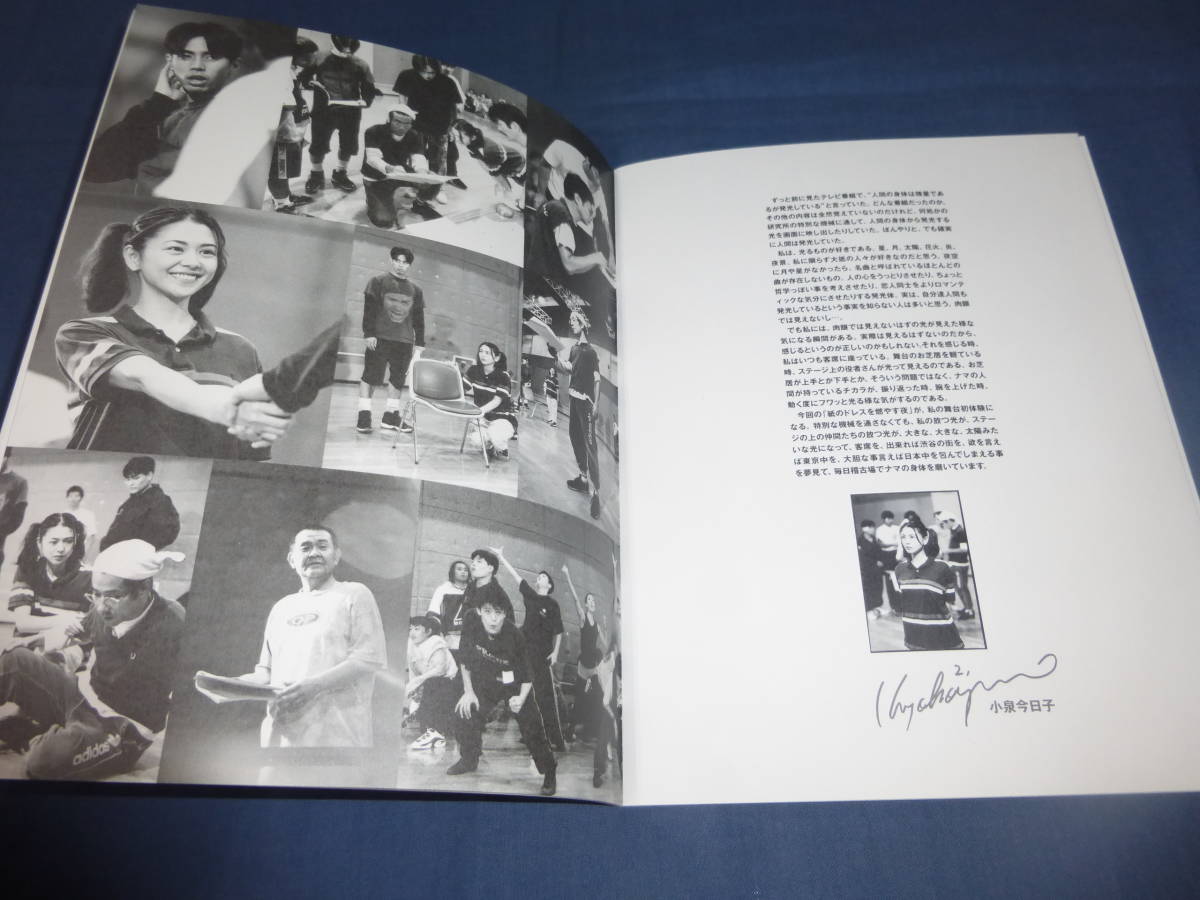 ずっと前に見たテレビ番組で、“人間の身体は微量であ
るが発光している”と言っていた。どんな番組だったのか、
その他の内容は全然覚えていないのだけれど、何処かの
研究所の特別な機械に通して、人間の身体から発光する
光を画面に映し出したりしていた。ぼんやりと、でも確実
に人間は発光していた。
私は、光るものが好きである。星、月、太陽、花火、炎、
夜景、私に限らず大抵の人々が好きなのだと思う。夜空
に月や星がなかったら、名曲と呼ばれているほとんどの
曲が存在しないもの。人の心をうっとりさせたり、ちょっと
哲学っぽい事を考えさせたり、恋人同士をよりロマンテ
ィックな気分にさせたりする発光体。実は、自分達人間も
発光しているという事実を知らない人は多いと思う。肉眼
では見えないし…。
でも私には、肉眼では見えないはずの光が見えた様な
気になる瞬間がある。実際は見えるはずないのだから、
感じるというのが正しいのかもしれない。それを感じる時、
私はいつも客席に座っている。舞台のお芝居を観ている
時、ステージ上の役者さんが光って見えるのである。お芝
居が上手とか下手とか、そういう問題ではなく、ナマの人
間が持っているチカラが、振り返った時、腕を上げた時、
動く度にフワッと光る様な気がするのである。
今回の「紙のドレスを燃やす夜」が、私の舞台初体験に
なる。特別な機械を通さなくても、私の放つ光が、ステー
ジの上の仲間たちの放つ光が、大きな、大きな、太陽みた
いな光になって、客席を、出来れば渋谷の街を、欲を言え
ば東京中を、大胆な事言えば日本中を包んでしまえる事
を夢見て、毎日稽古場でナマの身体を磨いています。
小泉今日子
adidas